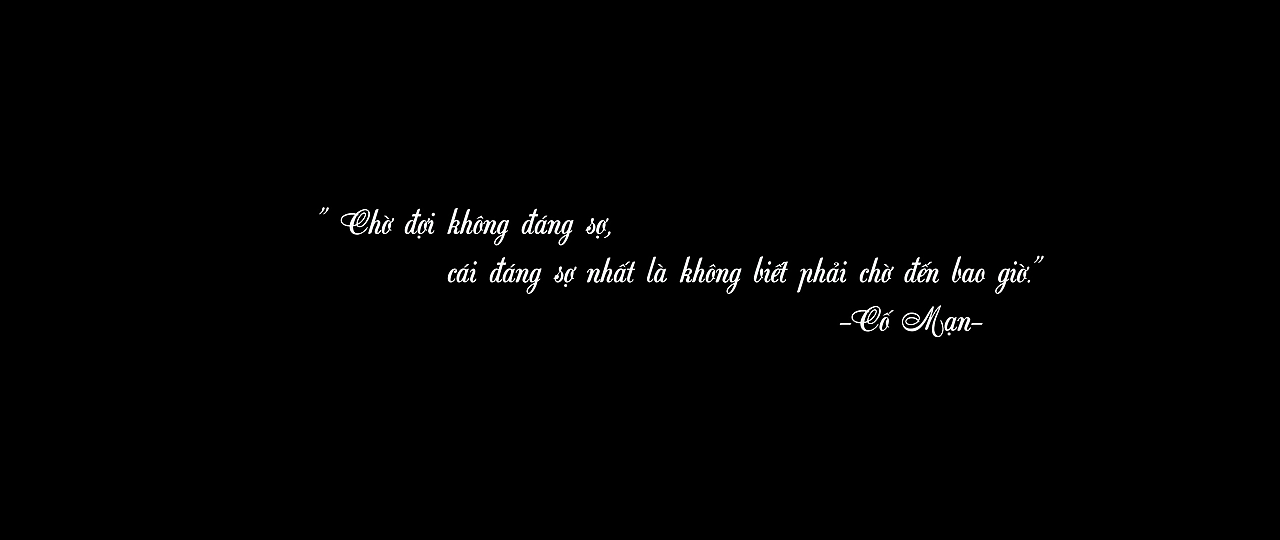 " Chờ đợi không đáng sợ,
cái đáng sợ nhất là không biết phải chờ đến bao giờ."
-Cố Mạn-